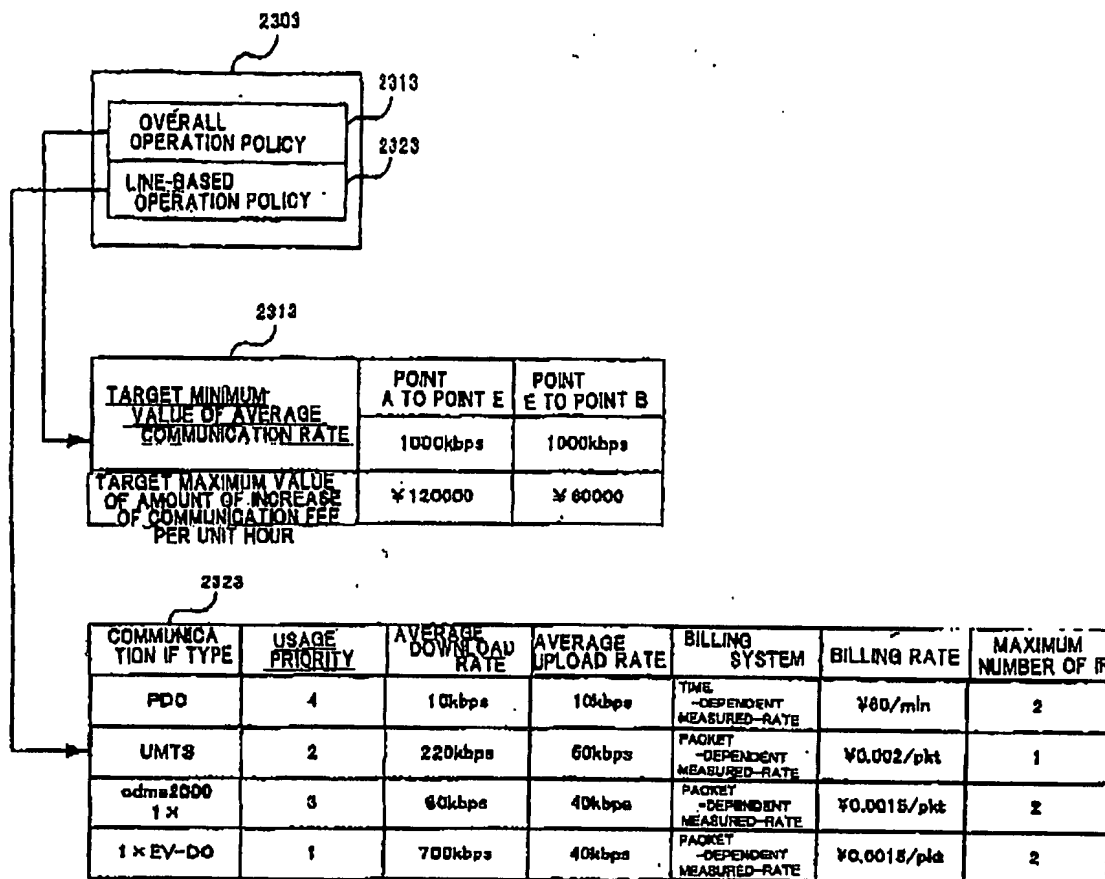 2303
2313
OVERALL
OPERATION POLICY
2323
LINE-BASED
OPERATION POLICY
2313
TARGET MINIMUM
VALUE OF AVERAGE
COMMUNICATION RATE
POINT
A TO POINT E
POINT
E TO POINT B
1000kbps
1000kbps
TARGET MAXIMUM VALUE
OF AMOUNT OF INCREASE
OF COMMUNICATION FEE
PER UNIT HOUR
¥120000
¥60000
2323
COMMUNICA
TION IF TYPE
USAGE
PRIORITY
AVERAGE
DOWNLOAD
RATE
AVERAGE
UPLOAD RATE
BILLING
SYSTEM
BILLING RATE
MAXIMUM
NUMBER OF IF
PDC
4
10kbps
10kbps
TIME
-DEPENDENT
MEASURED-RATE
¥60/min
2
UMTS
2
220kbps
60kbps
PACKET
-DEPENDENT
MEASURED-RATE
¥0.002/pkt
1
cdma2000
1×
3
60kbps
40kbps
PACKET
-DEPENDENT
MEASURED-RATE
¥0.0015/pkt
2
1×EV-DO
1
700kbps
40kbps
PACKET
-DEPENDENT
MEASURED-RATE
¥0.0015/pkt
2